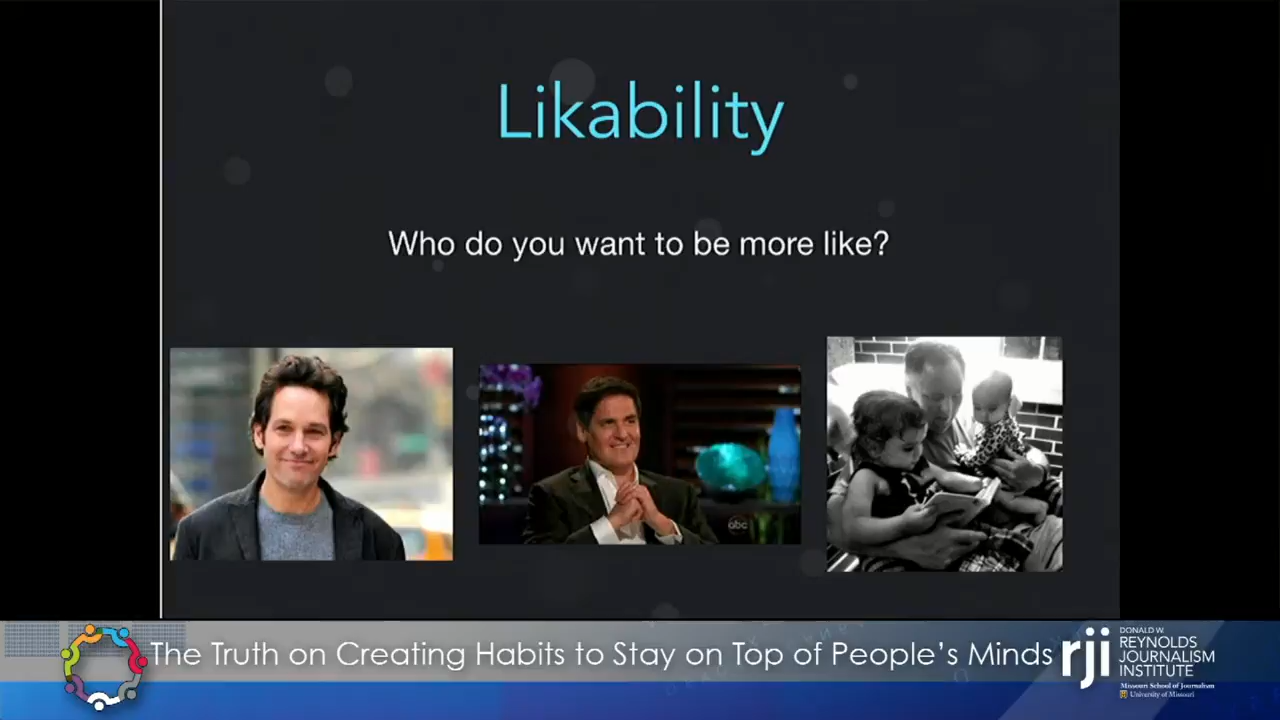 Likability
Who do you want to be more like?
abc
The Truth on Creating Habits to Stay on Top of People's Minds
rji
DONALD W.
REYNOLDS
JOURNALISM
INSTITUTE
Missouri School of Journalism
University of Missouri